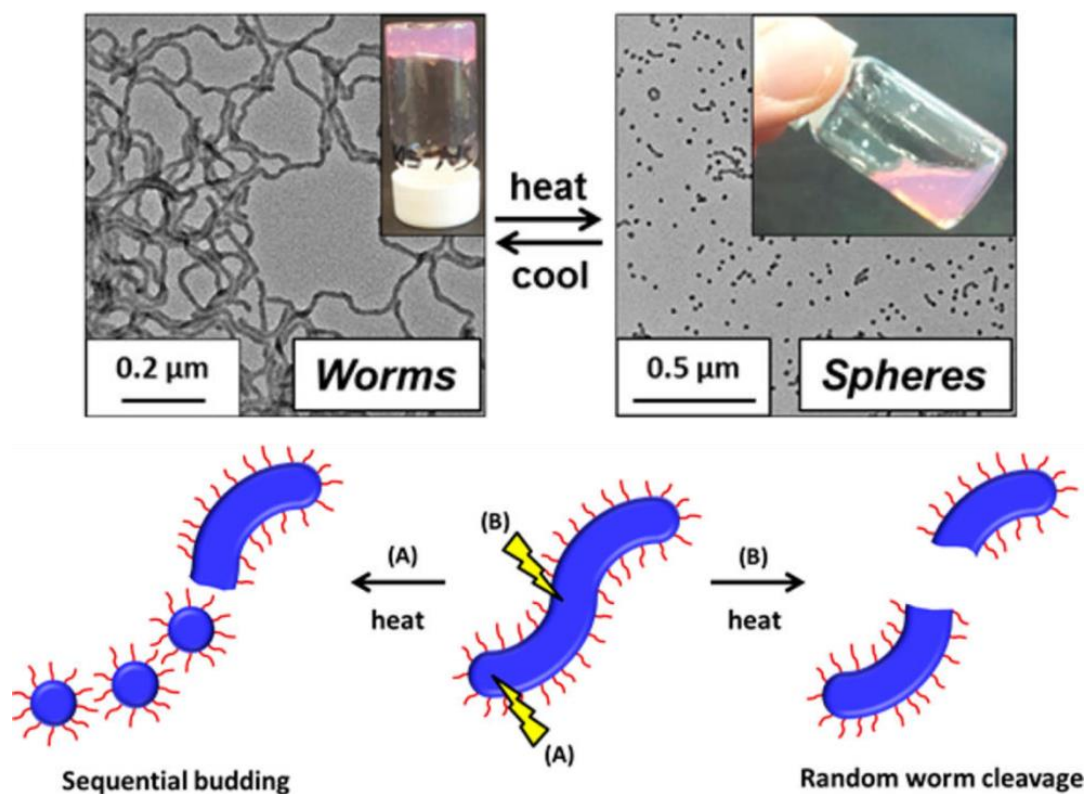 heat
cool
0.2 μm
Worms
0.5 μm
Spheres
(B)
(A)
(B)
heat
heat
(A)
Sequential budding
Random worm cleavage